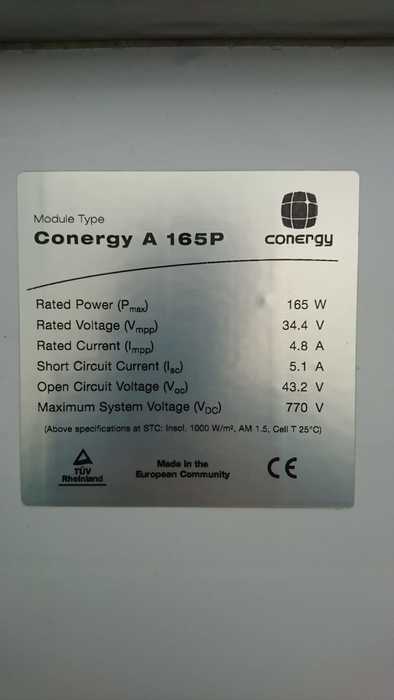 Module Type
Conergy A 165P
conergy
Rated Power (Pmax) 165 W
Rated Voltage (Vmpp) 34.4 V
Rated Current (Impp) 4.8 A
Short Circuit Current (Isc) 5.1 A
Open Circuit Voltage (Voc) 43.2 V
Maximum System Voltage (VDC) 770 V
(Above specifications at STC: Insol. 1000 W/m², AM 1.5, Cell T 25°C)
TÜV
Rheinland
Made in the
European Community
CE